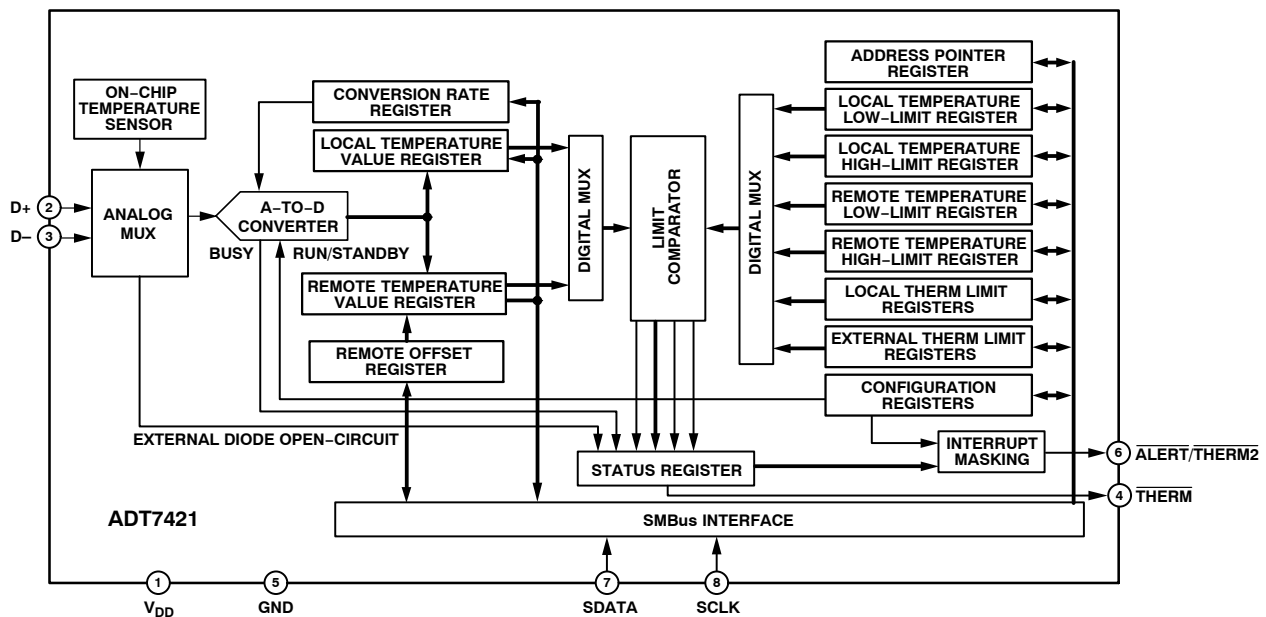 ADDRESS POINTER
REGISTER
ON–CHIP
TEMPERATURE
SENSOR
CONVERSION RATE
REGISTER
LOCAL TEMPERATURE
LOW–LIMIT REGISTER
LOCAL TEMPERATURE
VALUE REGISTER
LOCAL TEMPERATURE
HIGH–LIMIT REGISTER
D+ 2
D– 3
ANALOG
MUX
A–TO–D
CONVERTER
BUSY
RUN/STANDBY
DIGITAL MUX
LIMIT
COMPARATOR
DIGITAL MUX
REMOTE TEMPERATURE
LOW–LIMIT REGISTER
REMOTE TEMPERATURE
HIGH–LIMIT REGISTER
REMOTE TEMPERATURE
VALUE REGISTER
LOCAL THERM LIMIT
REGISTERS
REMOTE OFFSET
REGISTER
EXTERNAL THERM LIMIT
REGISTERS
CONFIGURATION
REGISTERS
EXTERNAL DIODE OPEN–CIRCUIT
INTERRUPT
MASKING
6 ALERT/THERM2
STATUS REGISTER
4 THERM
ADT7421
SMBus INTERFACE
1
VDD
5
GND
7
SDATA
8
SCLK